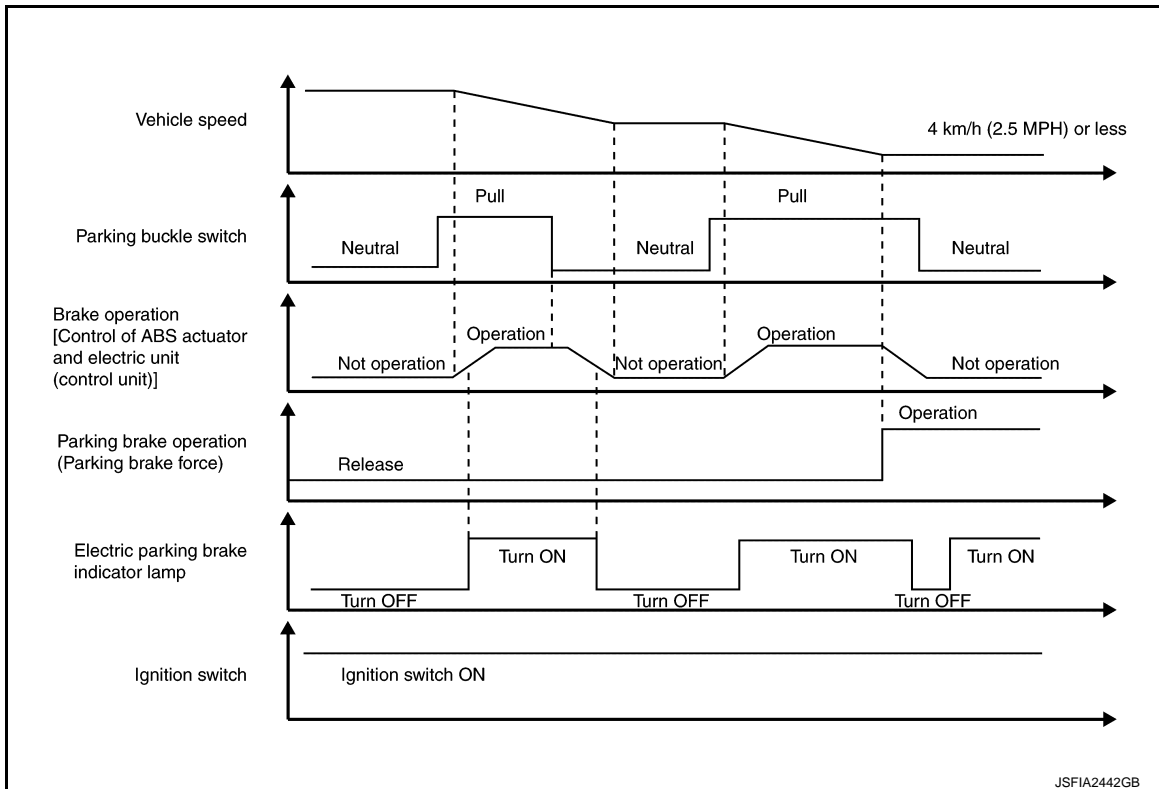 Vehicle speed
4 km/h (2.5 MPH) or less
Pull
Pull
Parking buckle switch
Neutral
Neutral
Neutral
Brake operation
[Control of ABS actuator
and electric unit
(control unit)]
Operation
Operation
Not operation
Not operation
Not operation
Operation
Parking brake operation
(Parking brake force)
Release
Electric parking brake
indicator lamp
Turn ON
Turn ON
Turn ON
Turn OFF
Turn OFF
Turn OFF
Ignition switch
Ignition switch ON
JSFIA2442GB